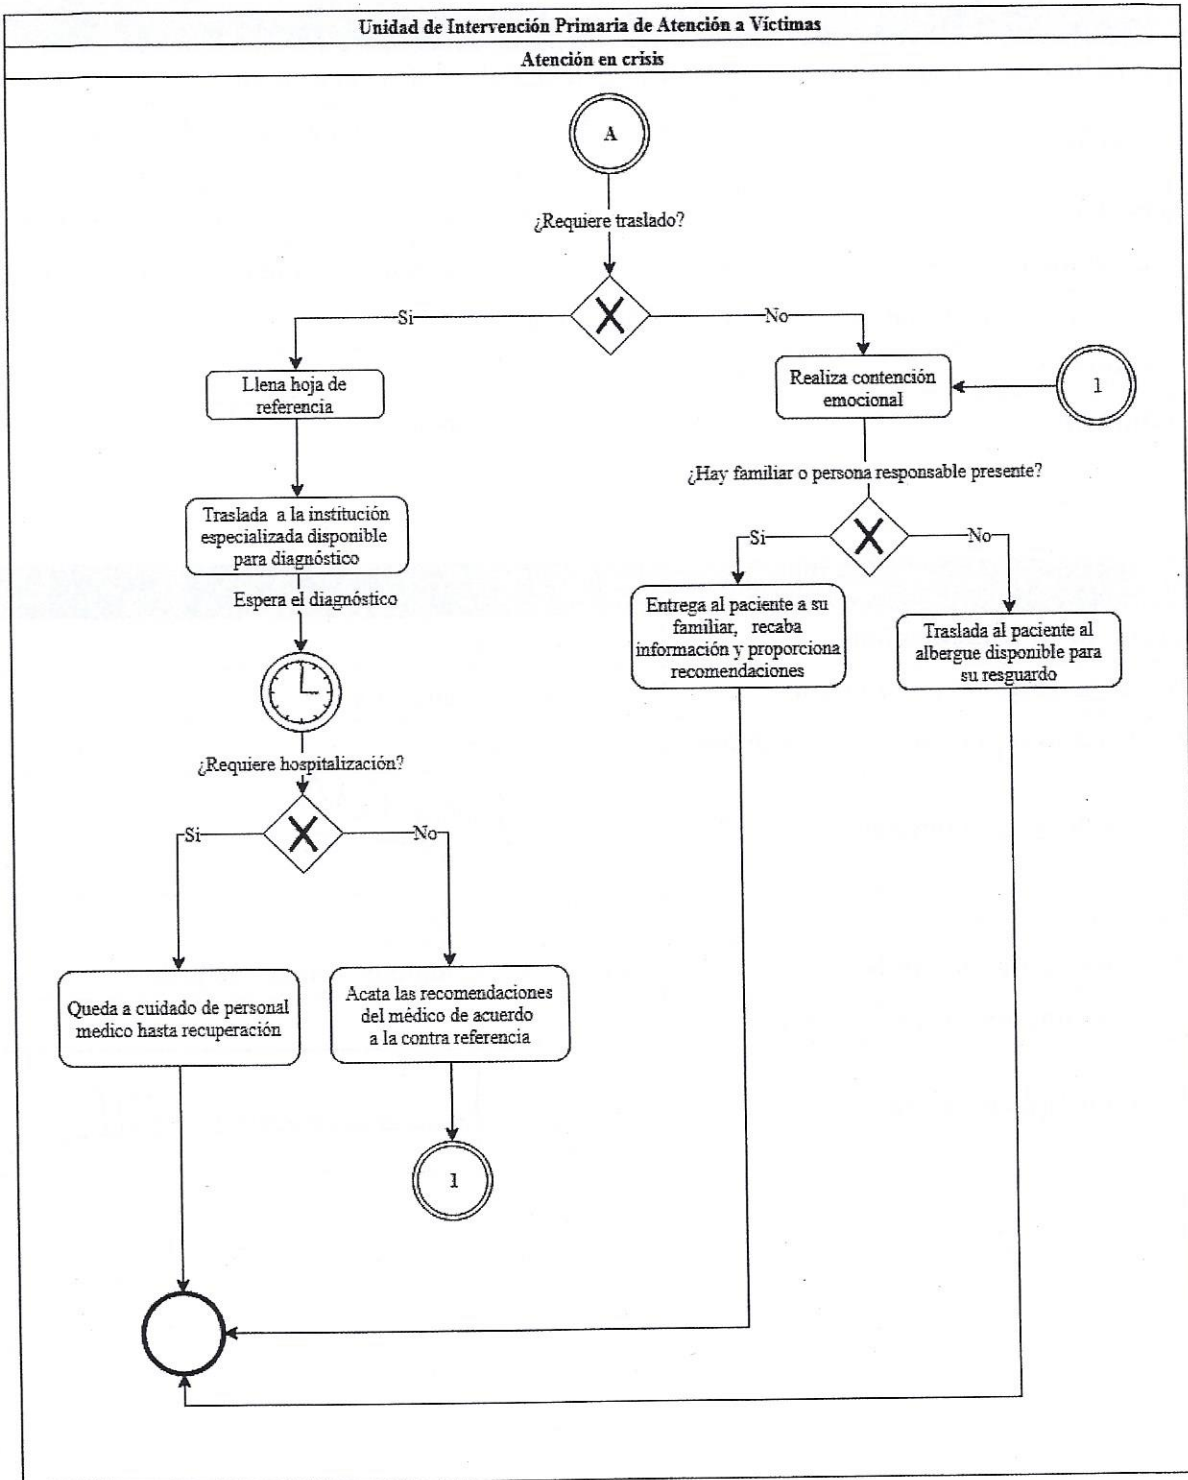 Unidad de Intervención Primaria de Atención a Víctimas
Atención en crisis
A
¿Requiere traslado?
Si
No
Llena hoja de
referencia
Realiza contención
emocional
1
¿Hay familiar o persona responsable presente?
Traslada a la institución
especializada disponible
para diagnóstico
Si
No
Espera el diagnóstico
Entrega al paciente a su
familiar, recaba
información y proporciona
recomendaciones
Traslada al paciente al
albergue disponible para
su resguardo
¿Requiere hospitalización?
Si
No
Queda a cuidado de personal
medico hasta recuperación
Acata las recomendaciones
del médico de acuerdo
a la contra referencia
1